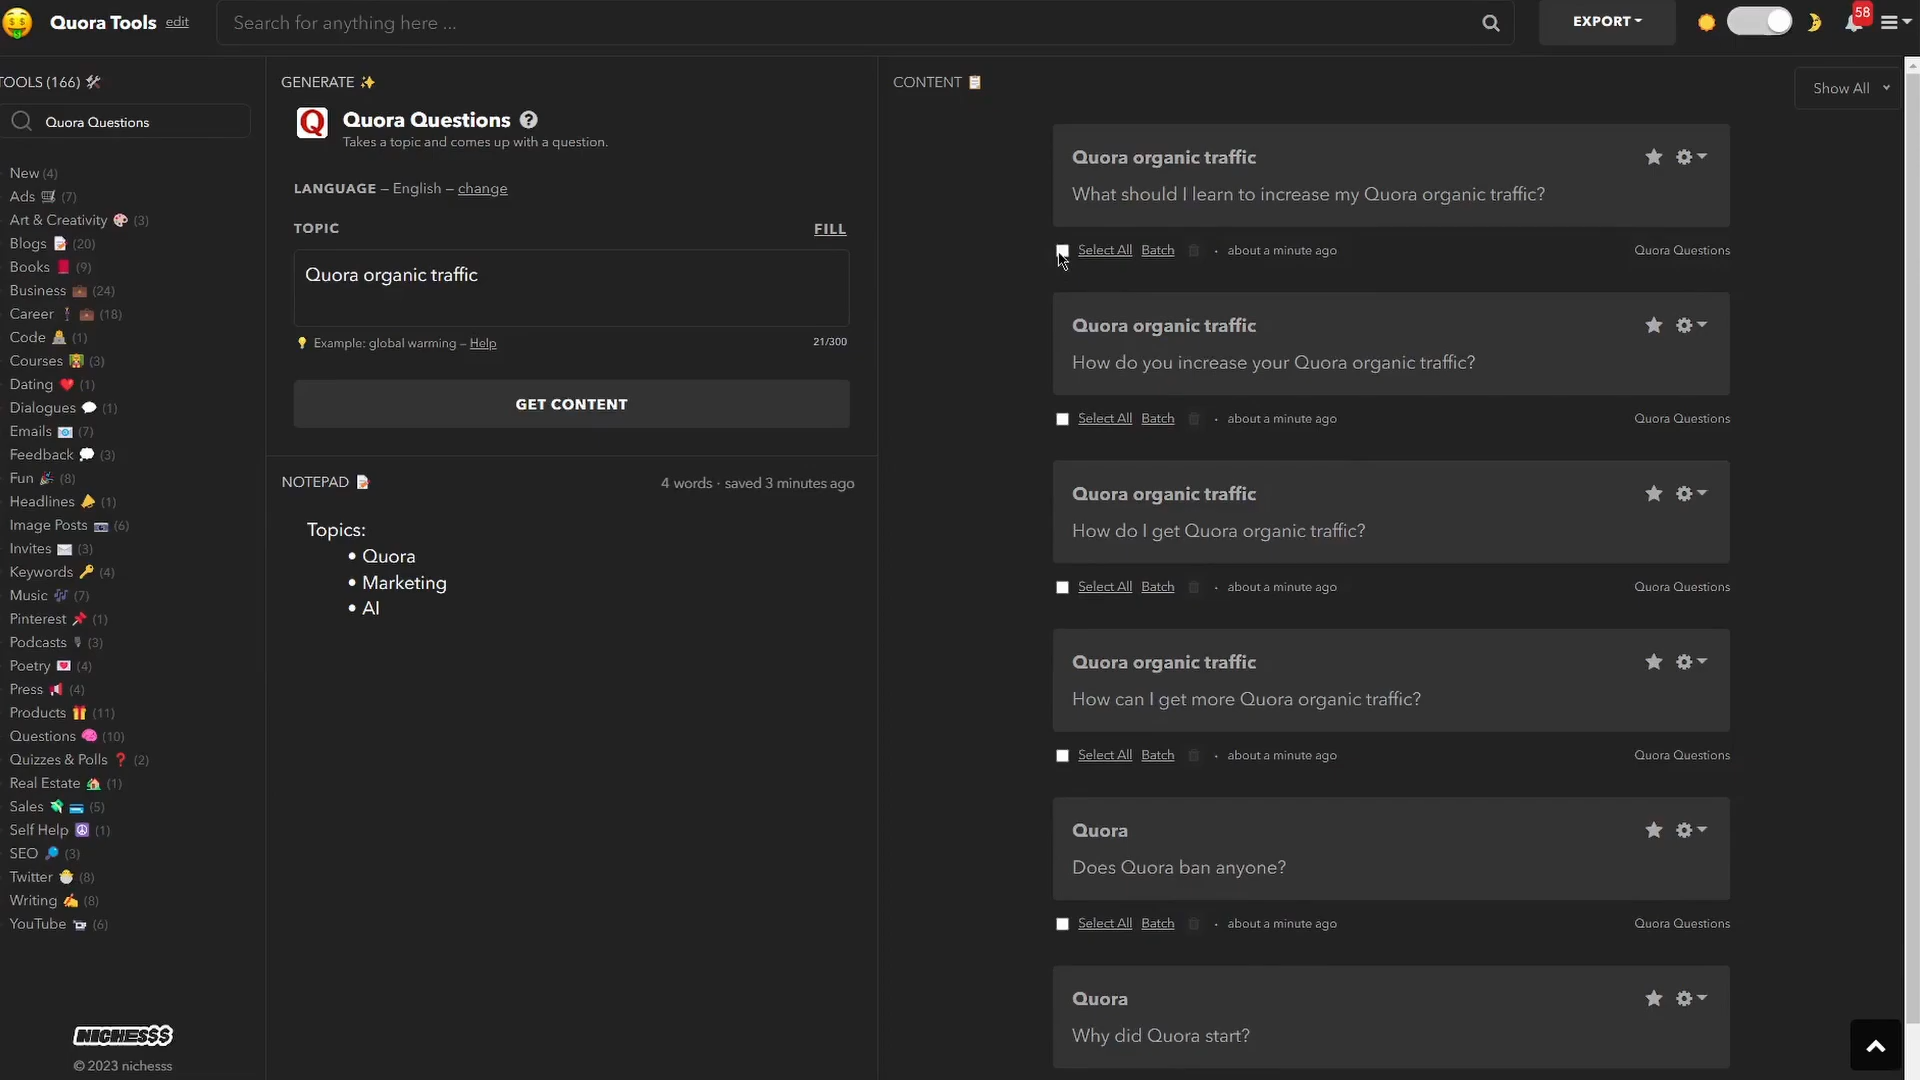 Quora Tools edit
Search for anything here ...
EXPORT
58
TOOLS (166)
Quora Questions
New (4)
Ads (7)
Art & Creativity (3)
Blogs (20)
Books (9)
Business (24)
Career (18)
Code (1)
Courses (3)
Dating (1)
Dialogues (1)
Emails (7)
Feedback (3)
Fun (8)
Headlines (1)
Image Posts (6)
Invites (3)
Keywords (4)
Music (7)
Pinterest (1)
Podcasts (3)
Poetry (4)
Press (4)
Products (11)
Questions (10)
Quizzes & Polls (2)
Real Estate (1)
Sales (5)
Self Help (1)
SEO (3)
Twitter (8)
Writing (8)
YouTube (6)
NICHESSS
© 2023 nichesss
GENERATE
Q
Quora Questions
Takes a topic and comes up with a question.
LANGUAGE – English – change
TOPIC FILL
Quora organic traffic
Example: global warming – Help 21/300
GET CONTENT
NOTEPAD 4 words · saved 3 minutes ago
Topics:
• Quora
• Marketing
• AI
CONTENT
Show All
Quora organic traffic
What should I learn to increase my Quora organic traffic?
Select All Batch · about a minute ago Quora Questions
Quora organic traffic
How do you increase your Quora organic traffic?
Select All Batch · about a minute ago Quora Questions
Quora organic traffic
How do I get Quora organic traffic?
Select All Batch · about a minute ago Quora Questions
Quora organic traffic
How can I get more Quora organic traffic?
Select All Batch · about a minute ago Quora Questions
Quora
Does Quora ban anyone?
Select All Batch · about a minute ago Quora Questions
Quora
Why did Quora start?